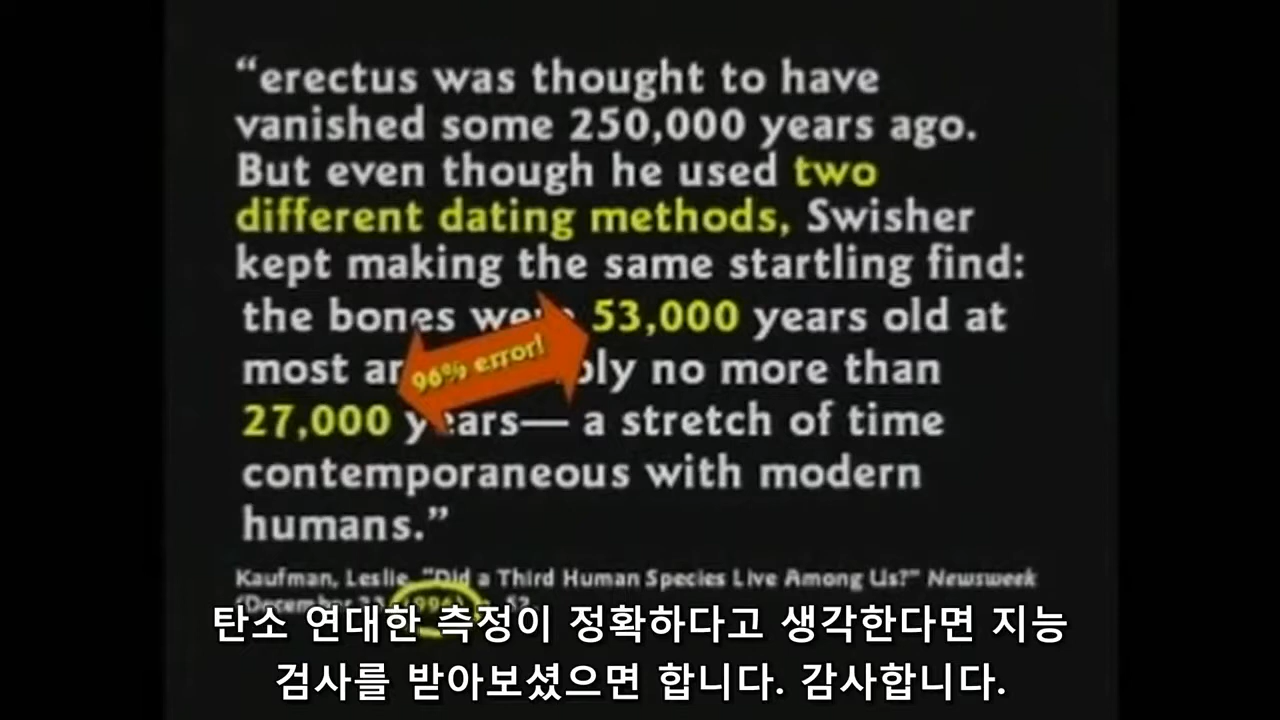 “erectus was thought to have
vanished some 250,000 years ago.
But even though he used two
different dating methods, Swisher
kept making the same startling find:
the bones were 53,000 years old at
96% error!
most an bly no more than
27,000 years— a stretch of time
contemporaneous with modern
humans.”
Kaufman, Leslie, "Did a Third Human Species Live Among Us?" Newsweek
1996) 52
탄소 연대한 측정이 정확하다고 생각한다면 지능
검사를 받아보셨으면 합니다. 감사합니다.